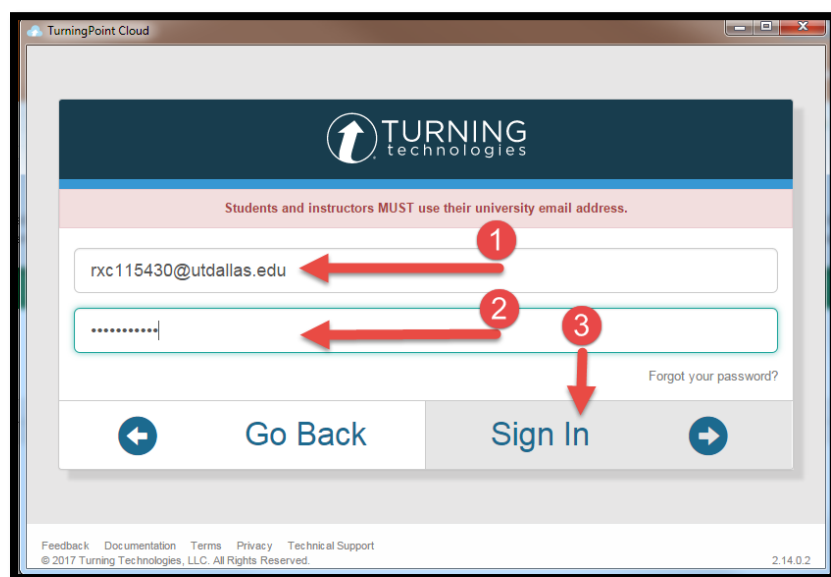 TurningPoint Cloud
TURNING
technologies
Students and instructors MUST use their university email address.
1
rxc115430@utdallas.edu
2
•••••••••••
3
Forgot your password?
Go Back
Sign In
Feedback Documentation Terms Privacy Technical Support
© 2017 Turning Technologies, LLC. All Rights Reserved.
2.14.0.2